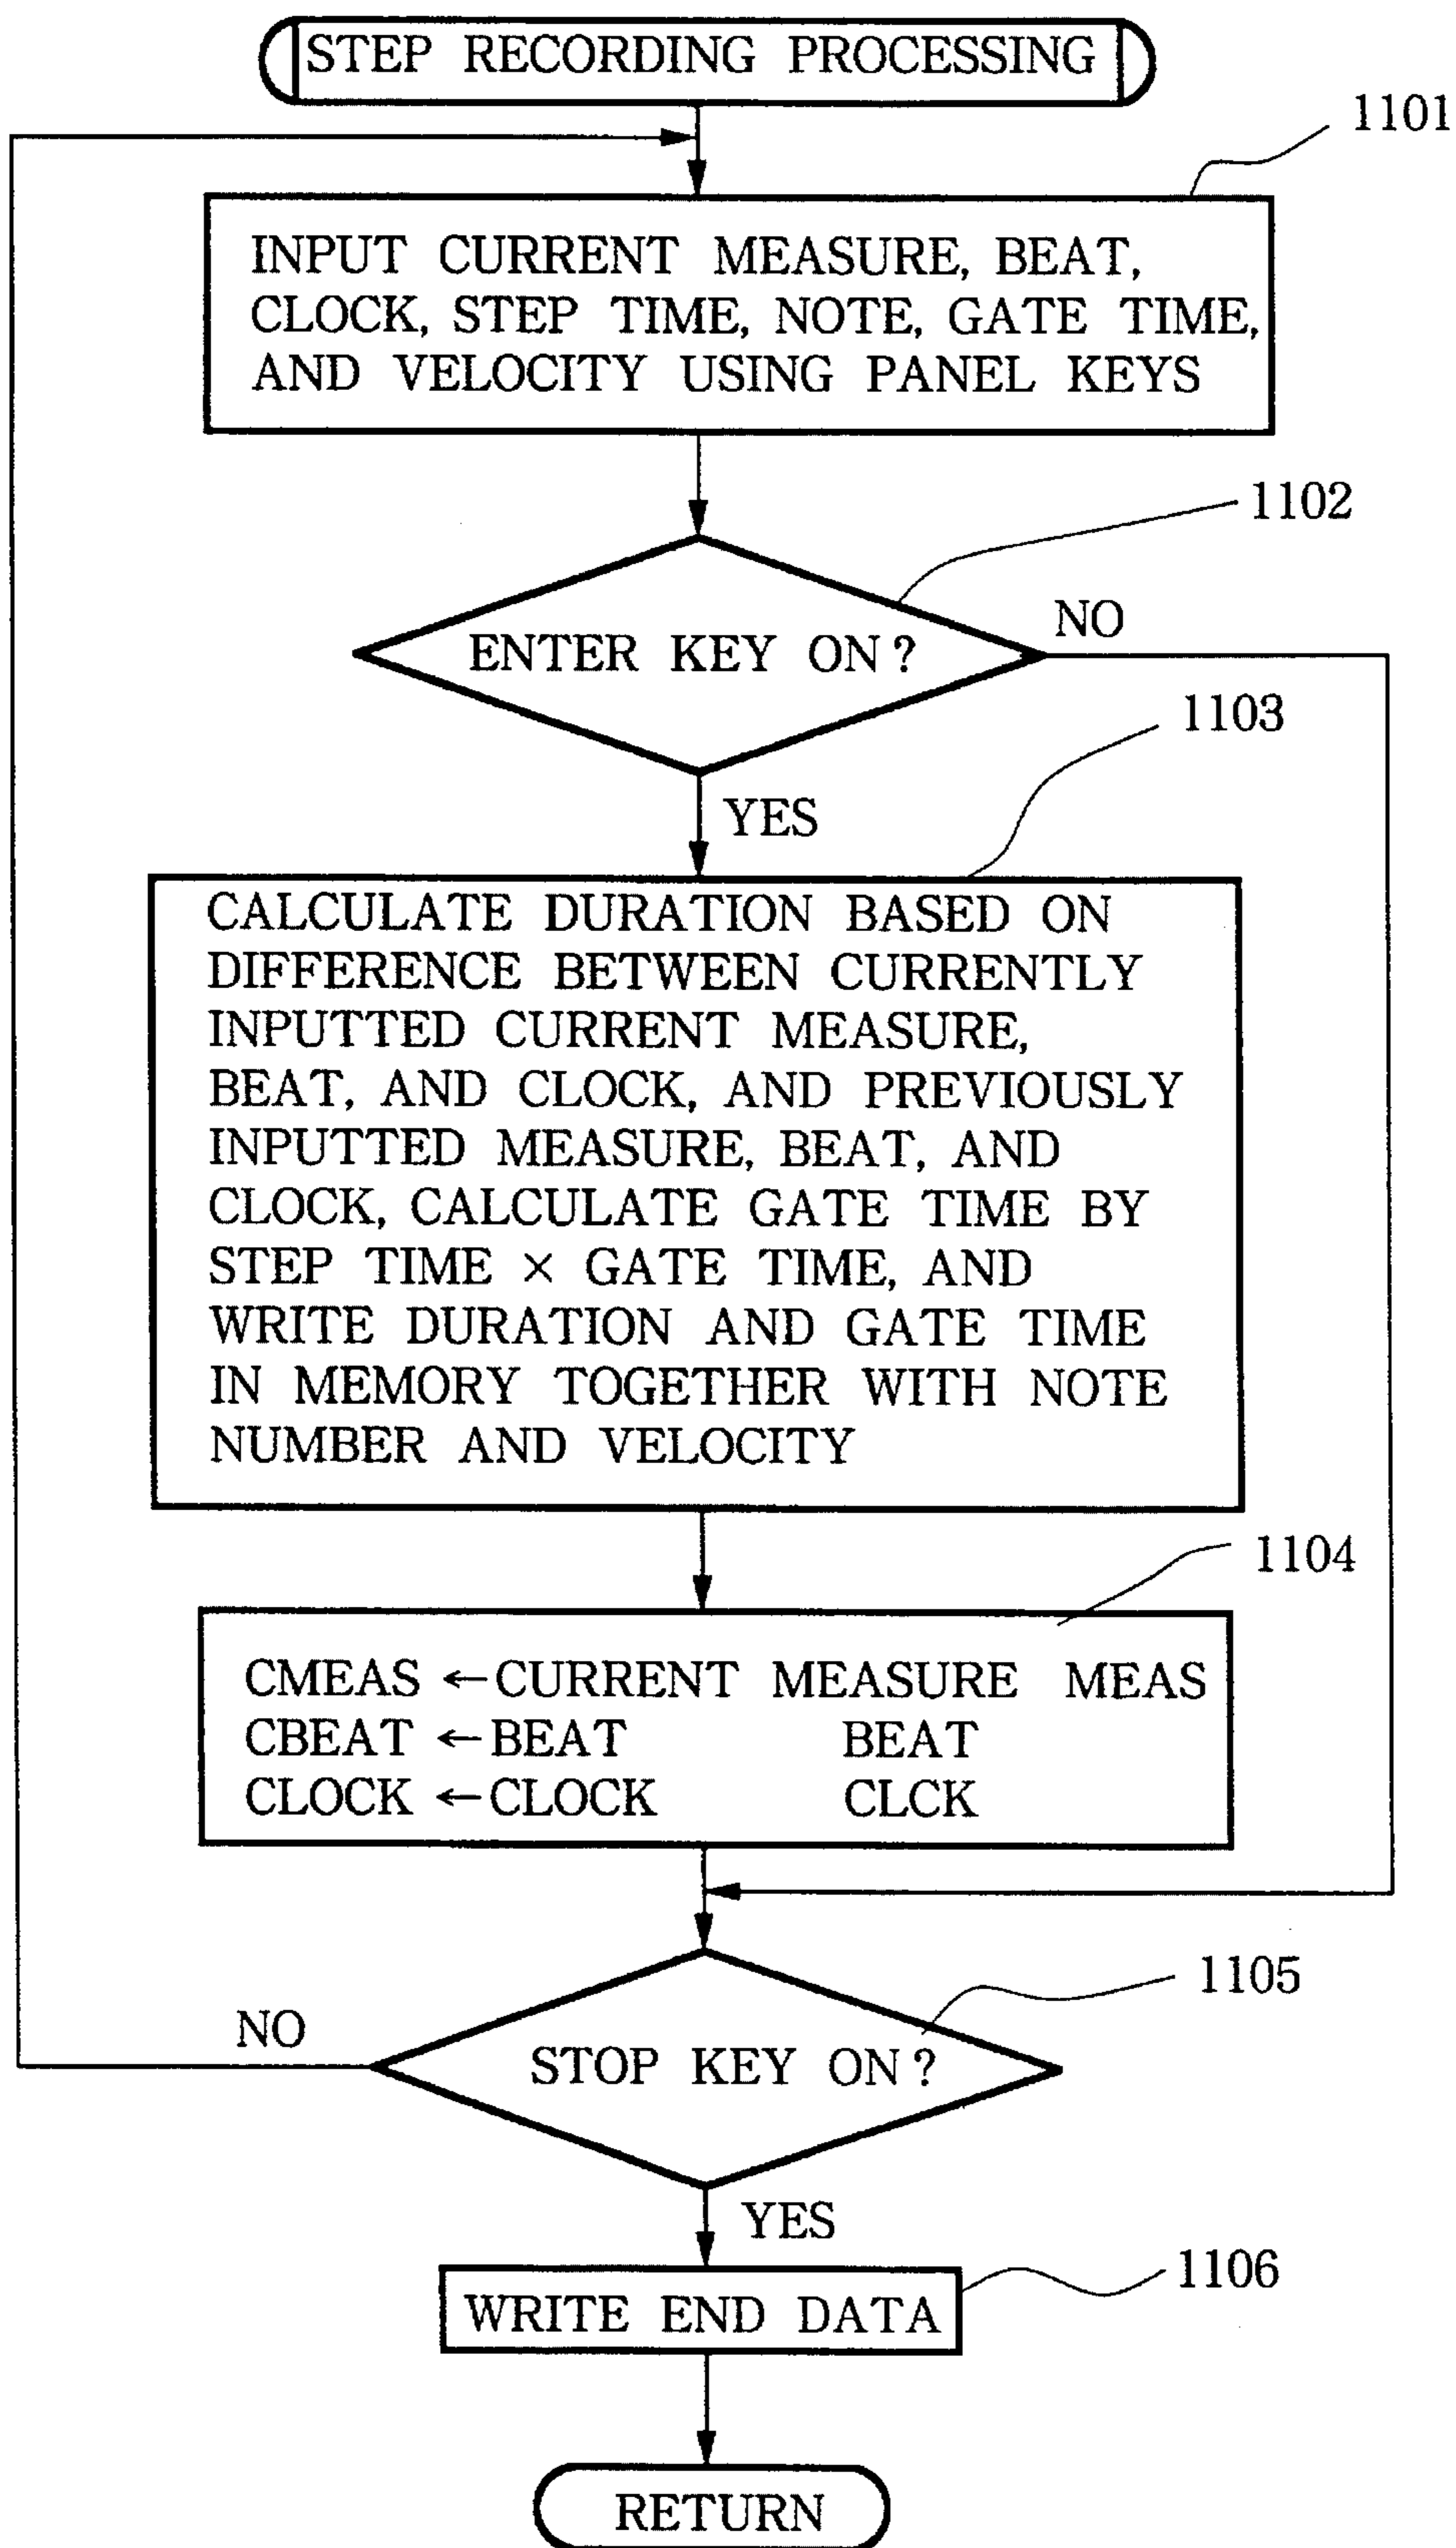 STEP RECORDING PROCESSING
1101
INPUT CURRENT MEASURE, BEAT,
CLOCK, STEP TIME, NOTE, GATE TIME,
AND VELOCITY USING PANEL KEYS
1102
ENTER KEY ON?
NO
1103
YES
CALCULATE DURATION BASED ON
DIFFERENCE BETWEEN CURRENTLY
INPUTTED CURRENT MEASURE,
BEAT, AND CLOCK, AND PREVIOUSLY
INPUTTED MEASURE, BEAT, AND
CLOCK, CALCULATE GATE TIME BY
STEP TIME × GATE TIME, AND
WRITE DURATION AND GATE TIME
IN MEMORY TOGETHER WITH NOTE
NUMBER AND VELOCITY
1104
CMEAS ←CURRENT MEASURE MEAS
CBEAT ←BEAT BEAT
CLOCK ←CLOCK CLCK
1105
NO
STOP KEY ON?
YES
1106
WRITE END DATA
RETURN